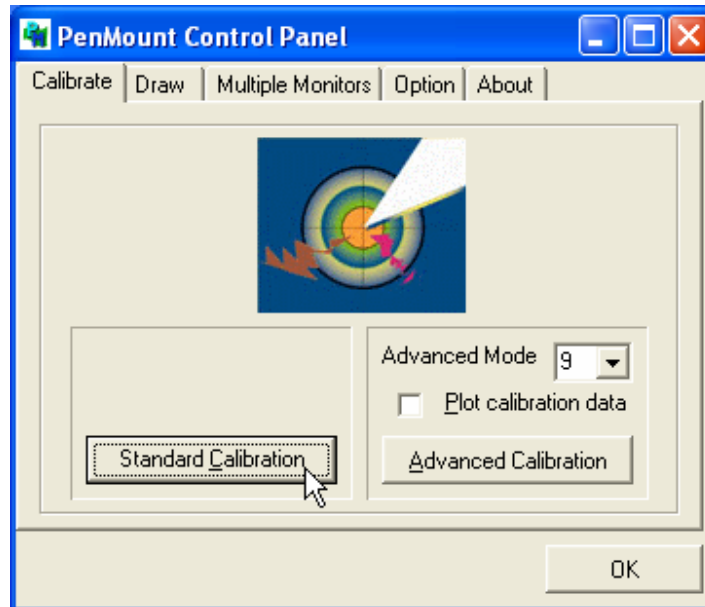 PenMount Control Panel
Calibrate Draw Multiple Monitors Option About
Advanced Mode 9
Plot calibration data
Standard Calibration Advanced Calibration
OK